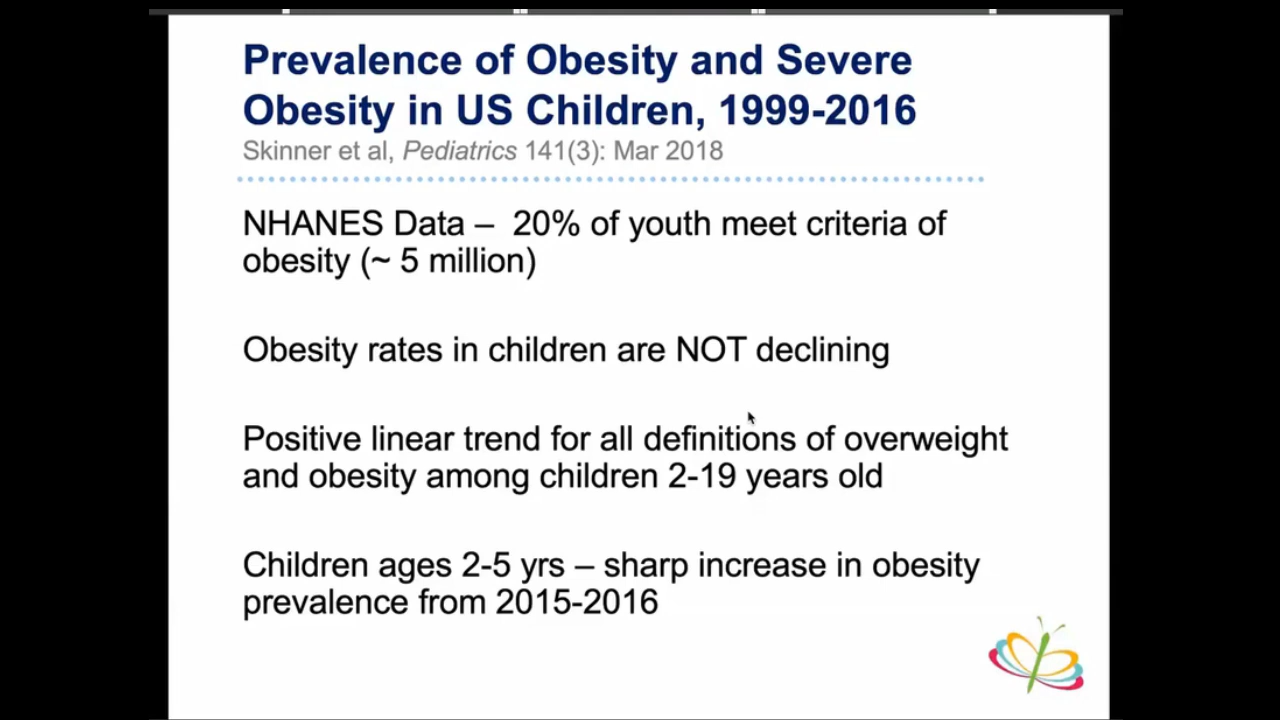 Prevalence of Obesity and Severe
Obesity in US Children, 1999-2016
Skinner et al, Pediatrics 141(3): Mar 2018
NHANES Data – 20% of youth meet criteria of
obesity (~ 5 million)
Obesity rates in children are NOT declining
Positive linear trend for all definitions of overweight
and obesity among children 2-19 years old
Children ages 2-5 yrs – sharp increase in obesity
prevalence from 2015-2016